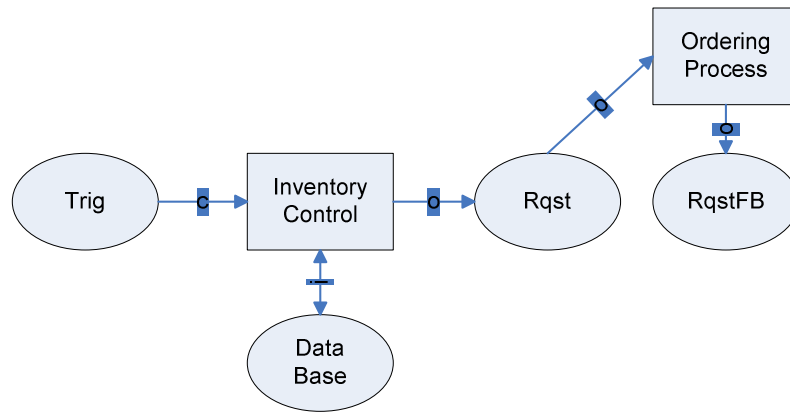 Ordering
Process
O
O
Trig
C
Inventory
Control
o
Rqst
RqstFB
i
Data
Base